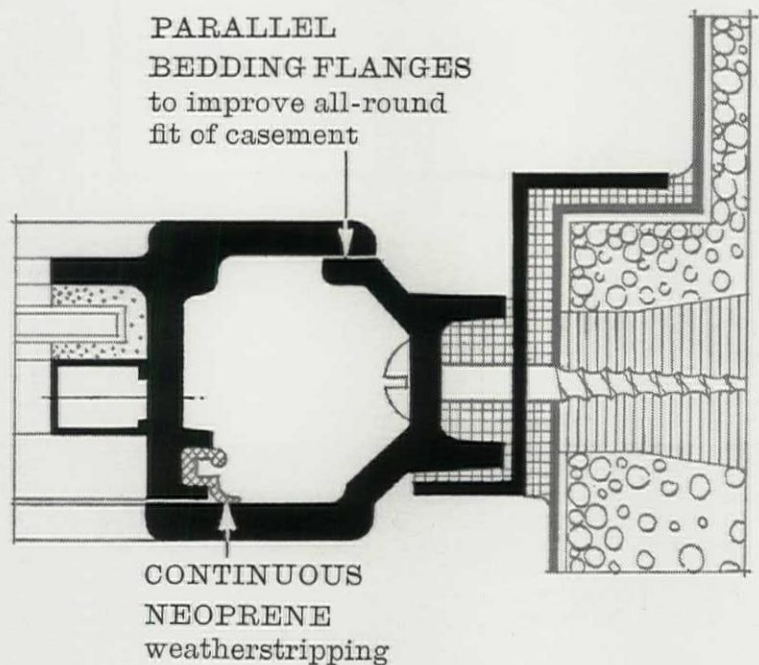 PARALLEL
BEDDING FLANGES
to improve all-round
fit of casement
CONTINUOUS
NEOPRENE
weatherstripping